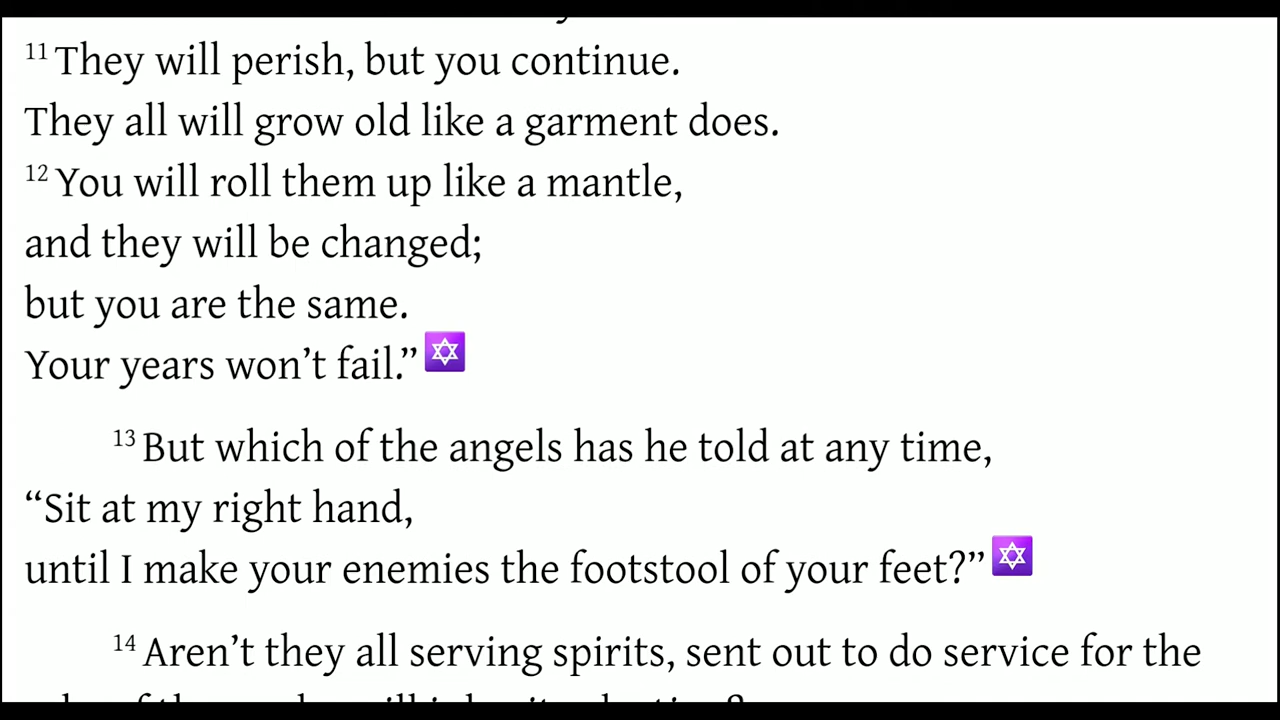 11 They will perish, but you continue.
They all will grow old like a garment does.
12 You will roll them up like a mantle,
and they will be changed;
but you are the same.
Your years won’t fail.” ✡
13 But which of the angels has he told at any time,
“Sit at my right hand,
until I make your enemies the footstool of your feet?” ✡
14 Aren’t they all serving spirits, sent out to do service for the